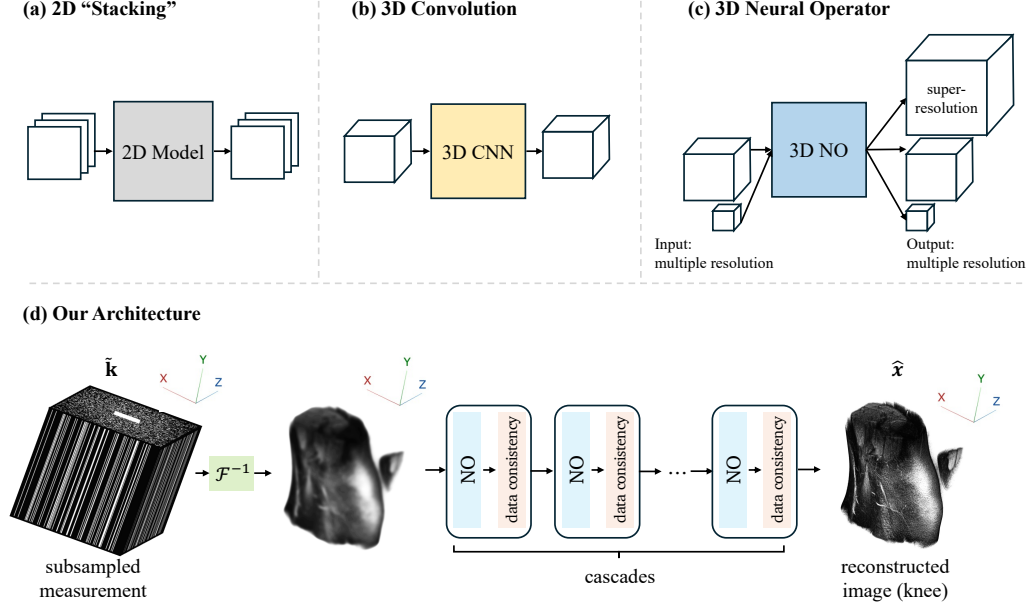 (a) 2D “Stacking”
(b) 3D Convolution
(c) 3D Neural Operator
2D Model
3D CNN
3D NO
super-
resolution
Input:
multiple resolution
Output:
multiple resolution
(d) Our Architecture
k̃
X
Y
Z
X
Y
Z
x̂
X
Y
Z
ℱ⁻¹
NO
data consistency
NO
data consistency
...
NO
data consistency
subsampled
measurement
cascades
reconstructed
image (knee)